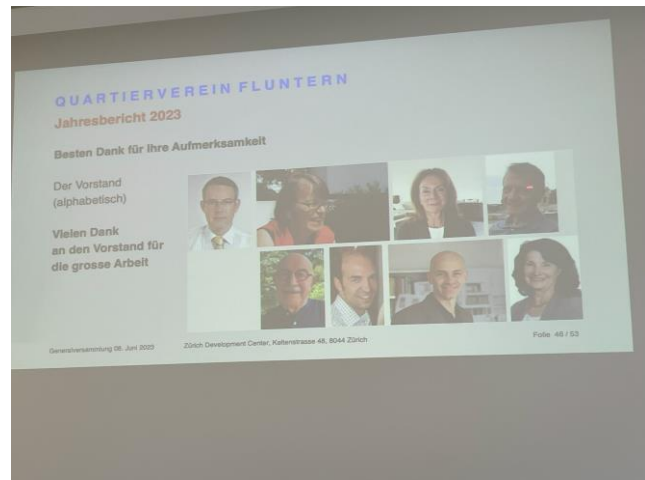 QUARTIERVEREIN FLUNTERN
Jahresbericht 2023
Besten Dank für Ihre Aufmerksamkeit
Der Vorstand
(alphabetisch)
Vielen Dank
an den Vorstand für
die grosse Arbeit
Generalversammlung 08. Juni 2023
Zürich Development Center, Keltenstrasse 48, 8044 Zürich
Folie 48 / 53